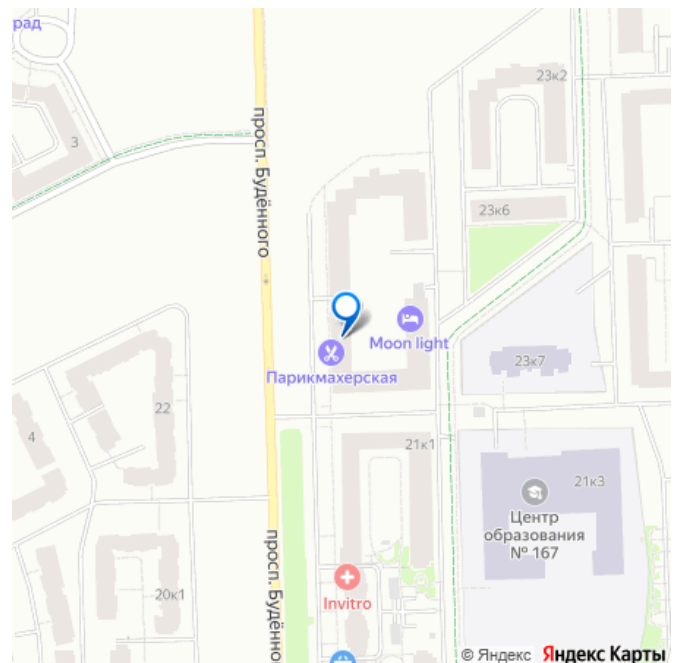 рад
23к2
3
просп. Будённого
23к6
Moon light
Парикмахерская
23к7
22
4
21к1
21к3
Центр
образования
№ 167
просп. Будённо
20к1
Invitro
© Яндекс Яндекс Карты